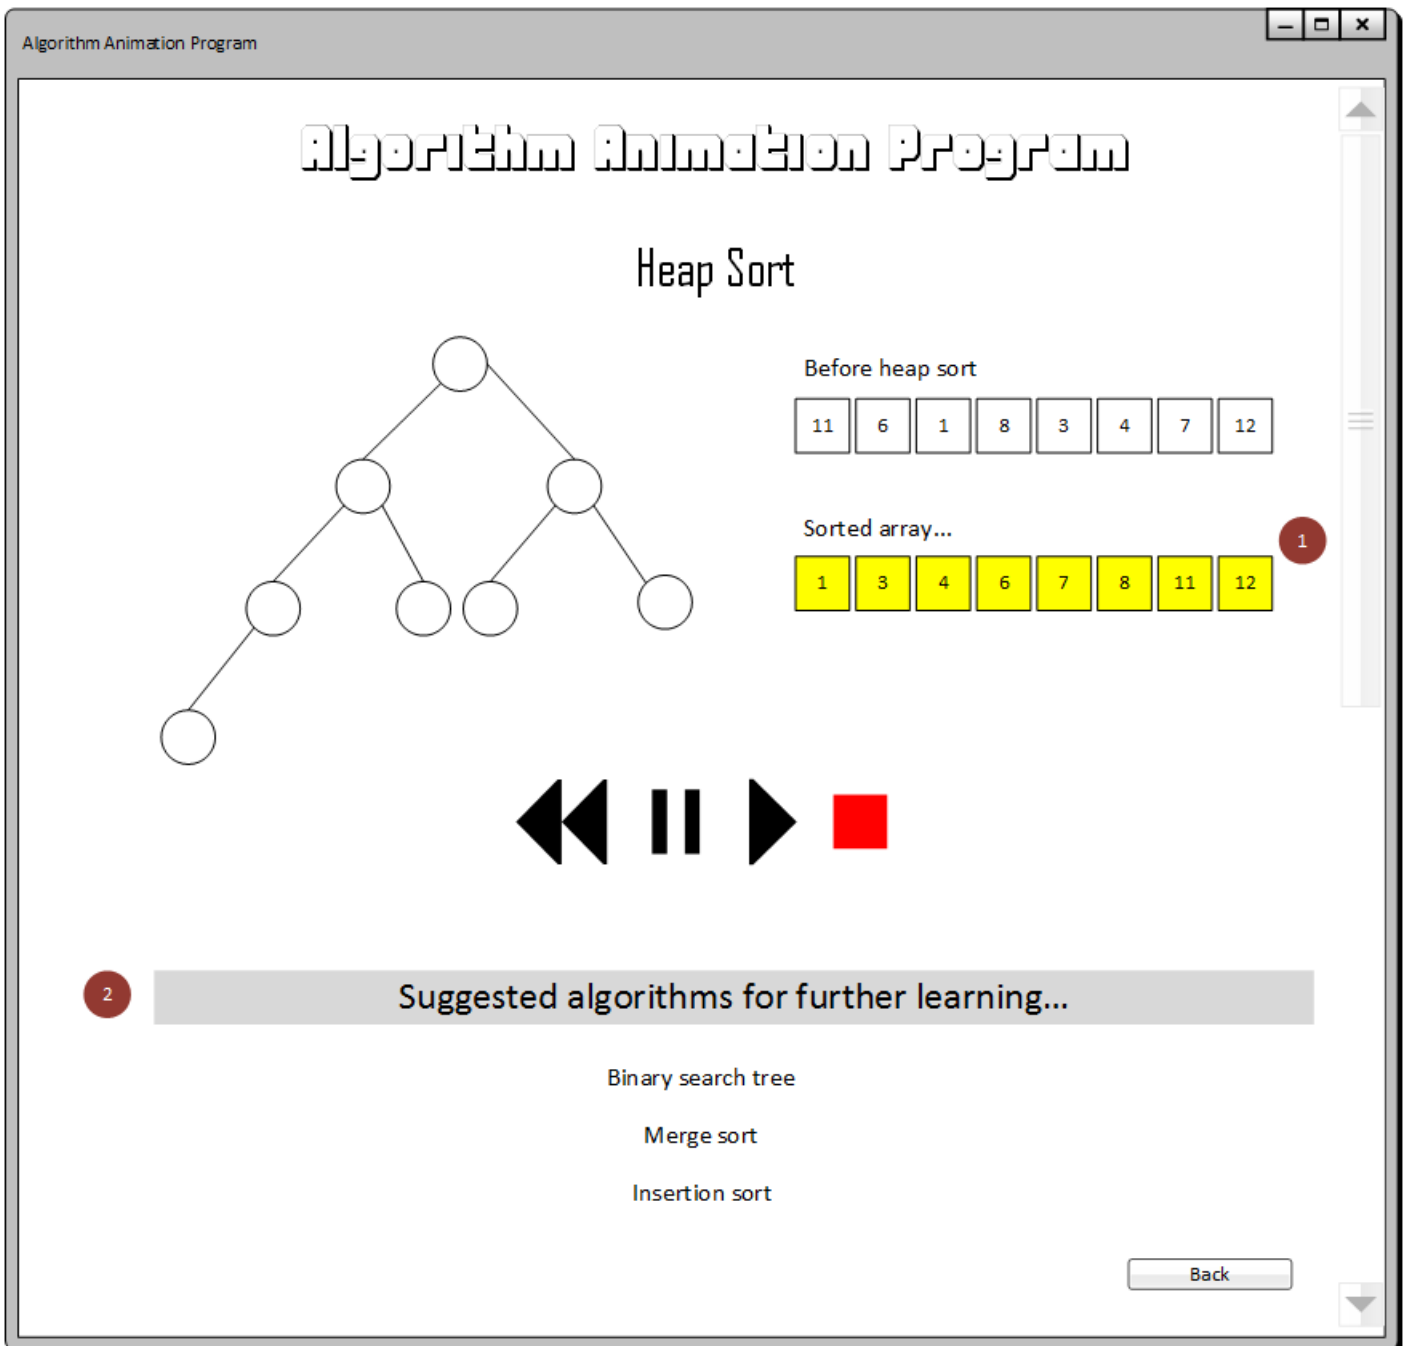 Algorithm Animation Program
Algorithm Animation Program
Heap Sort
Before heap sort
11 6 1 8 3 4 7 12
Sorted array...
1
1 3 4 6 7 8 11 12
2
Suggested algorithms for further learning...
Binary search tree
Merge sort
Insertion sort
Back